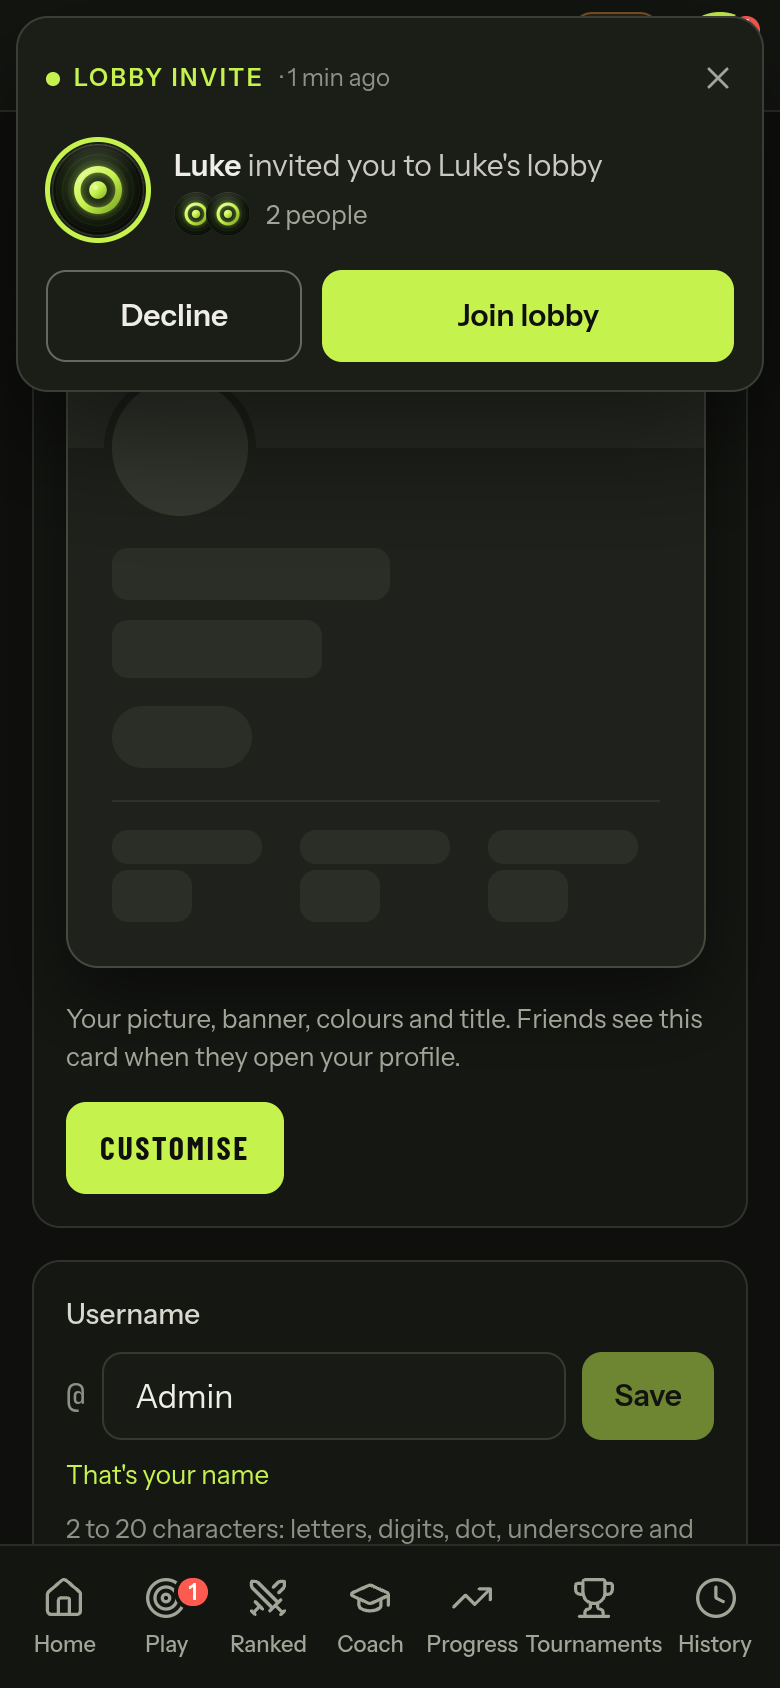 LOBBY INVITE · 1 min ago
Luke invited you to Luke's lobby
2 people
Decline
Join lobby
Your picture, banner, colours and title. Friends see this
card when they open your profile.
CUSTOMISE
Username
@ Admin Save
That's your name
2 to 20 characters: letters, digits, dot, underscore and
1
Home Play Ranked Coach Progress Tournaments History